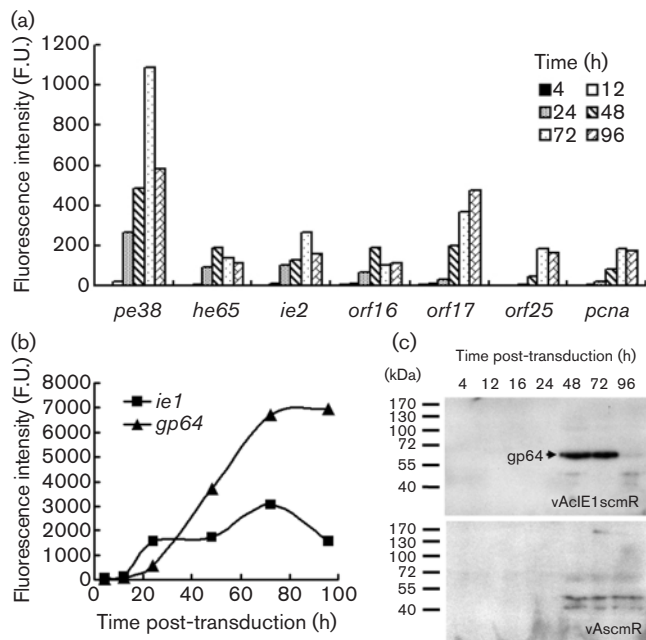 (a)
Fluorescence intensity (F.U.)
1200
1000
800
600
400
200
0
Time (h)
4 12
24 48
72 96
pe38 he65 ie2 orf16 orf17 orf25 pcna
(b)
Fluorescence intensity (F.U.)
8000
7000
6000
5000
4000
3000
2000
1000
0
ie1
gp64
0 20 40 60 80 100
Time post-transduction (h)
(c)
Time post-transduction (h)
(kDa) 4 12 16 24 48 72 96
170
130
100
72
55
40
gp64
vAcIE1scmR
170
130
100
72
55
40
vAscmR